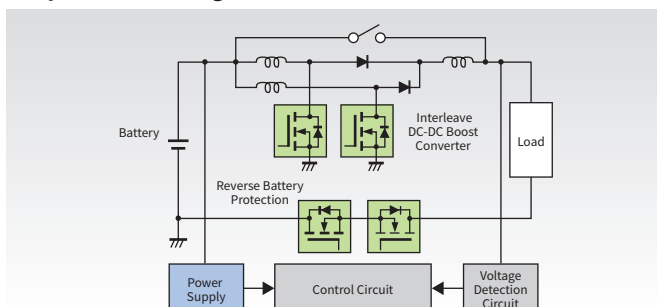 Battery
Interleave
DC-DC Boost
Converter
Load
Reverse Battery
Protection
Power
Supply
Control Circuit
Voltage
Detection
Circuit